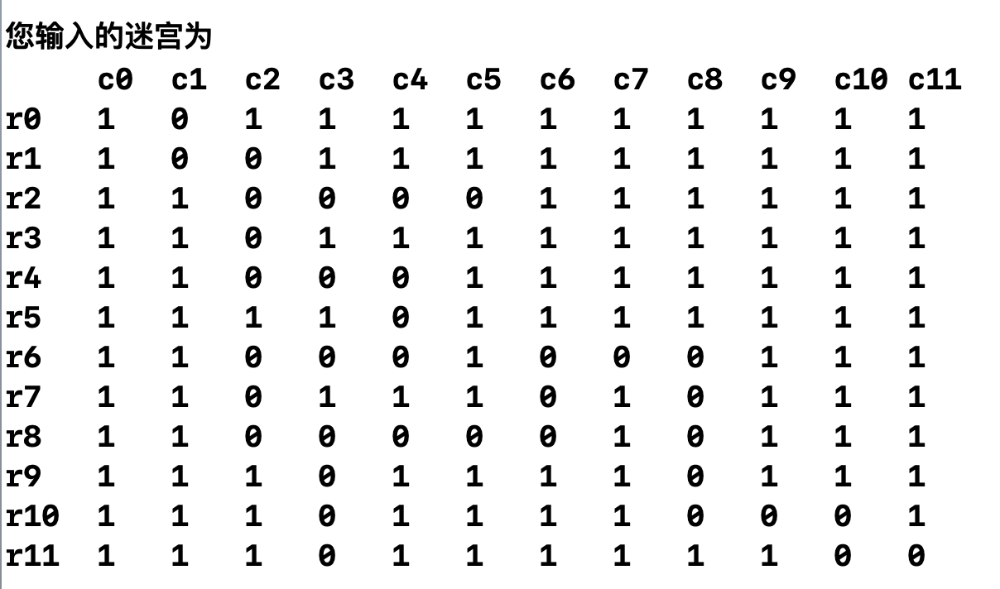 您输入的迷宫为
c0 c1 c2 c3 c4 c5 c6 c7 c8 c9 c10 c11
r0 1 0 1 1 1 1 1 1 1 1 1 1
r1 1 0 0 1 1 1 1 1 1 1 1 1
r2 1 1 0 0 0 0 1 1 1 1 1 1
r3 1 1 0 1 1 1 1 1 1 1 1 1
r4 1 1 0 0 0 1 1 1 1 1 1 1
r5 1 1 1 1 0 1 1 1 1 1 1 1
r6 1 1 0 0 0 1 0 0 0 1 1 1
r7 1 1 0 1 1 1 0 1 0 1 1 1
r8 1 1 0 0 0 0 0 1 0 1 1 1
r9 1 1 1 0 1 1 1 1 0 1 1 1
r10 1 1 1 0 1 1 1 1 0 0 0 1
r11 1 1 1 0 1 1 1 1 1 1 0 0